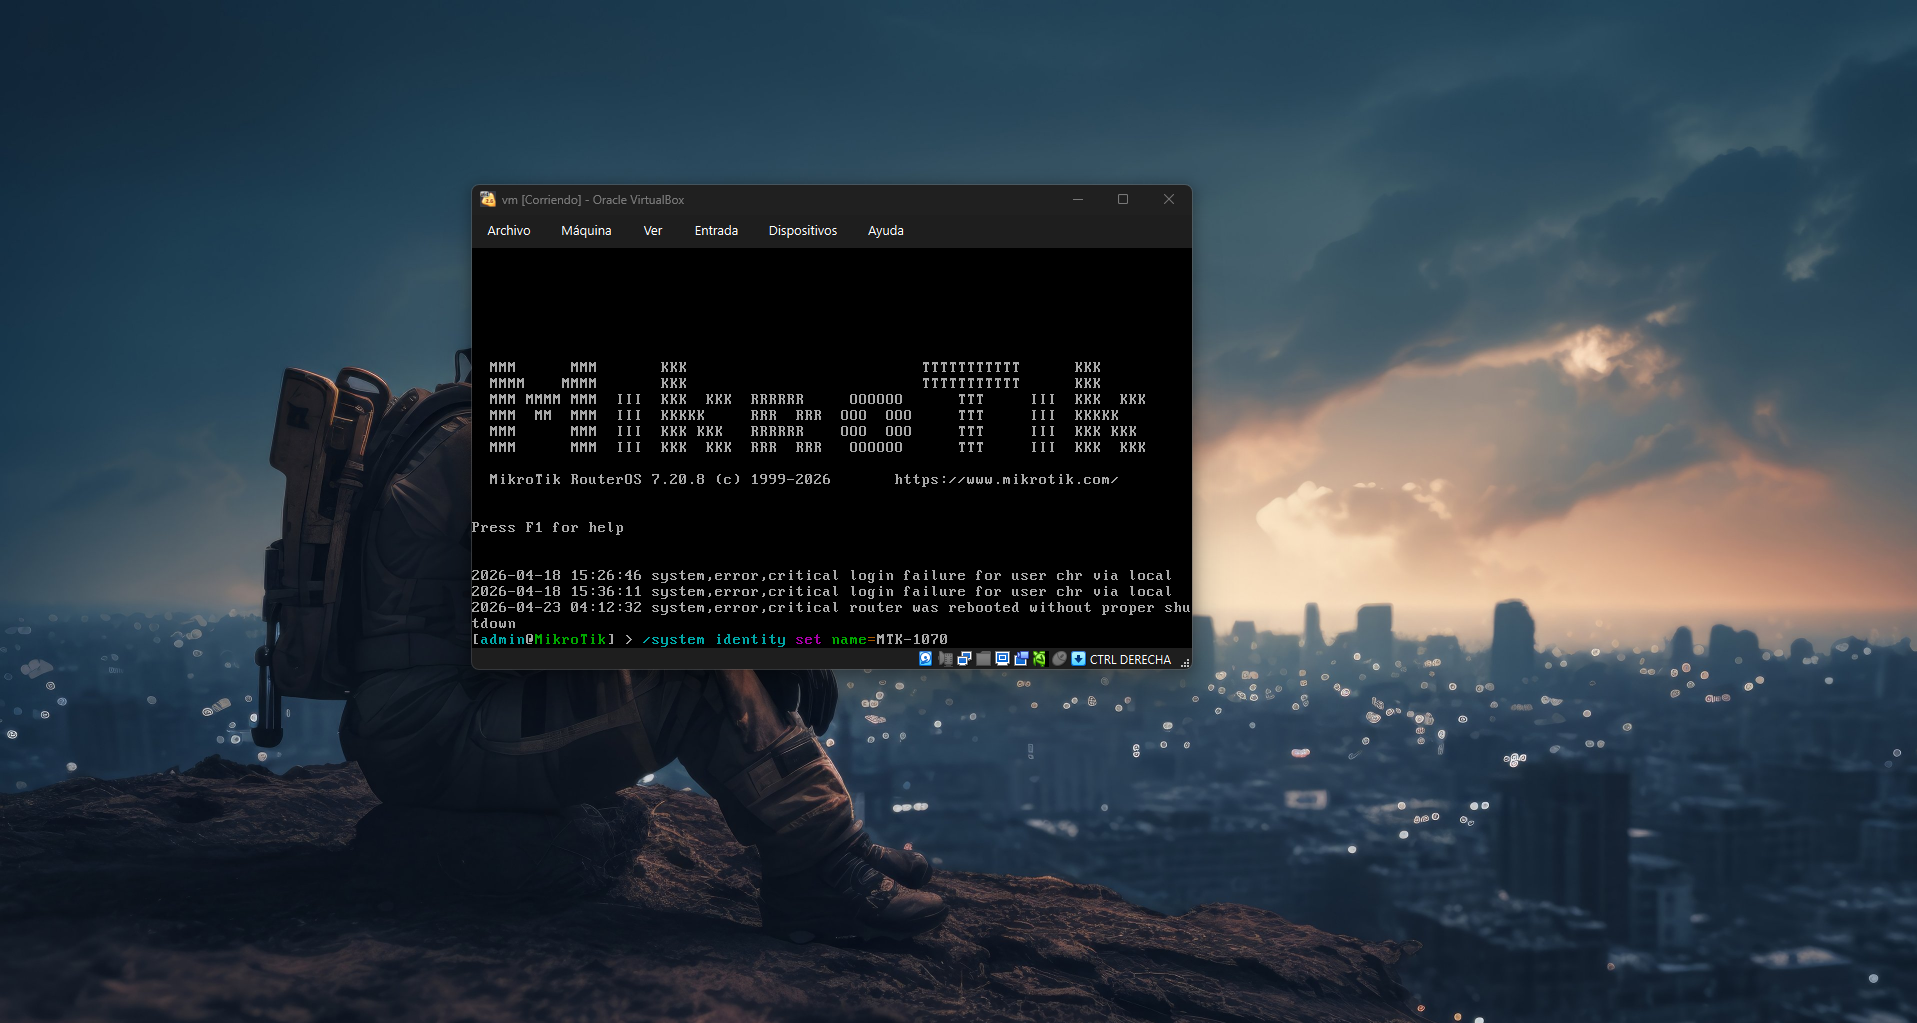 vm [Corriendo] - Oracle VirtualBox
Archivo Máquina Ver Entrada Dispositivos Ayuda
MMM      MMM       KKK                          TTTTTTTTTTT      KKK
MMMM    MMMM       KKK                          TTTTTTTTTTT      KKK
MMM MMMM MMM  III  KKK  KKK  RRRRRR     OOOOOO      TTT     III  KKK  KKK
MMM  MM  MMM  III  KKKKK     RRR  RRR  OOO  OOO     TTT     III  KKKKK
MMM      MMM  III  KKK KKK   RRRRRR    OOO  OOO     TTT     III  KKK KKK
MMM      MMM  III  KKK  KKK  RRR  RRR   OOOOOO      TTT     III  KKK  KKK
MikroTik RouterOS 7.20.8 (c) 1999-2026       https://www.mikrotik.com/
Press F1 for help
2026-04-18 15:26:46 system,error,critical login failure for user chr via local
2026-04-18 15:36:11 system,error,critical login failure for user chr via local
2026-04-23 04:12:32 system,error,critical router was rebooted without proper shu
tdown
[admin@MikroTik] > /system identity set name=MTK-1070
CTRL DERECHA